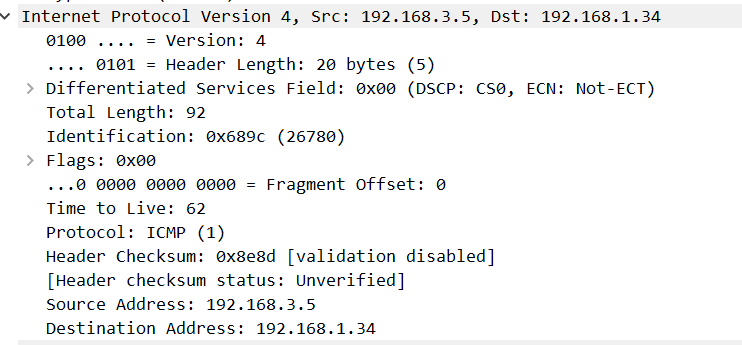 Internet Protocol Version 4, Src: 192.168.3.5, Dst: 192.168.1.34
0100 .... = Version: 4
.... 0101 = Header Length: 20 bytes (5)
Differentiated Services Field: 0x00 (DSCP: CS0, ECN: Not-ECT)
Total Length: 92
Identification: 0x689c (26780)
Flags: 0x00
...0 0000 0000 0000 = Fragment Offset: 0
Time to Live: 62
Protocol: ICMP (1)
Header Checksum: 0x8e8d [validation disabled]
[Header checksum status: Unverified]
Source Address: 192.168.3.5
Destination Address: 192.168.1.34